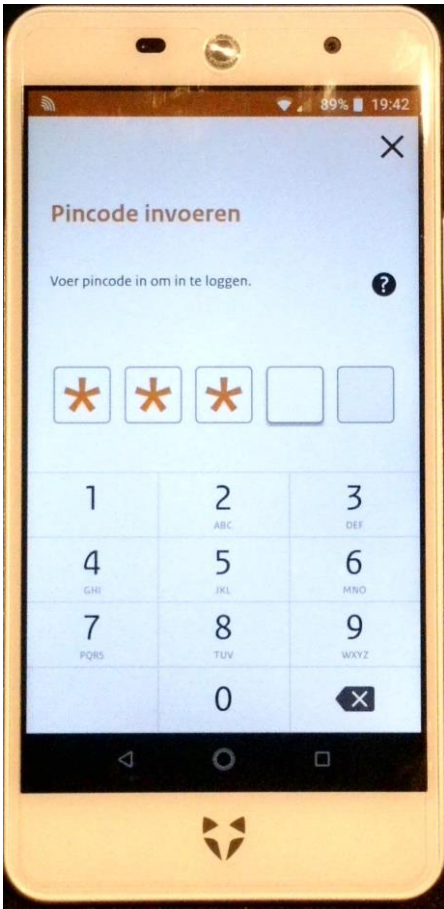 89% 19:42
Pincode invoeren
Voer pincode in om in te loggen.
?
* * *
1 2 3
ABC DEF
4 5 6
GHI JKL MNO
7 8 9
PQRS TUV WXYZ
0